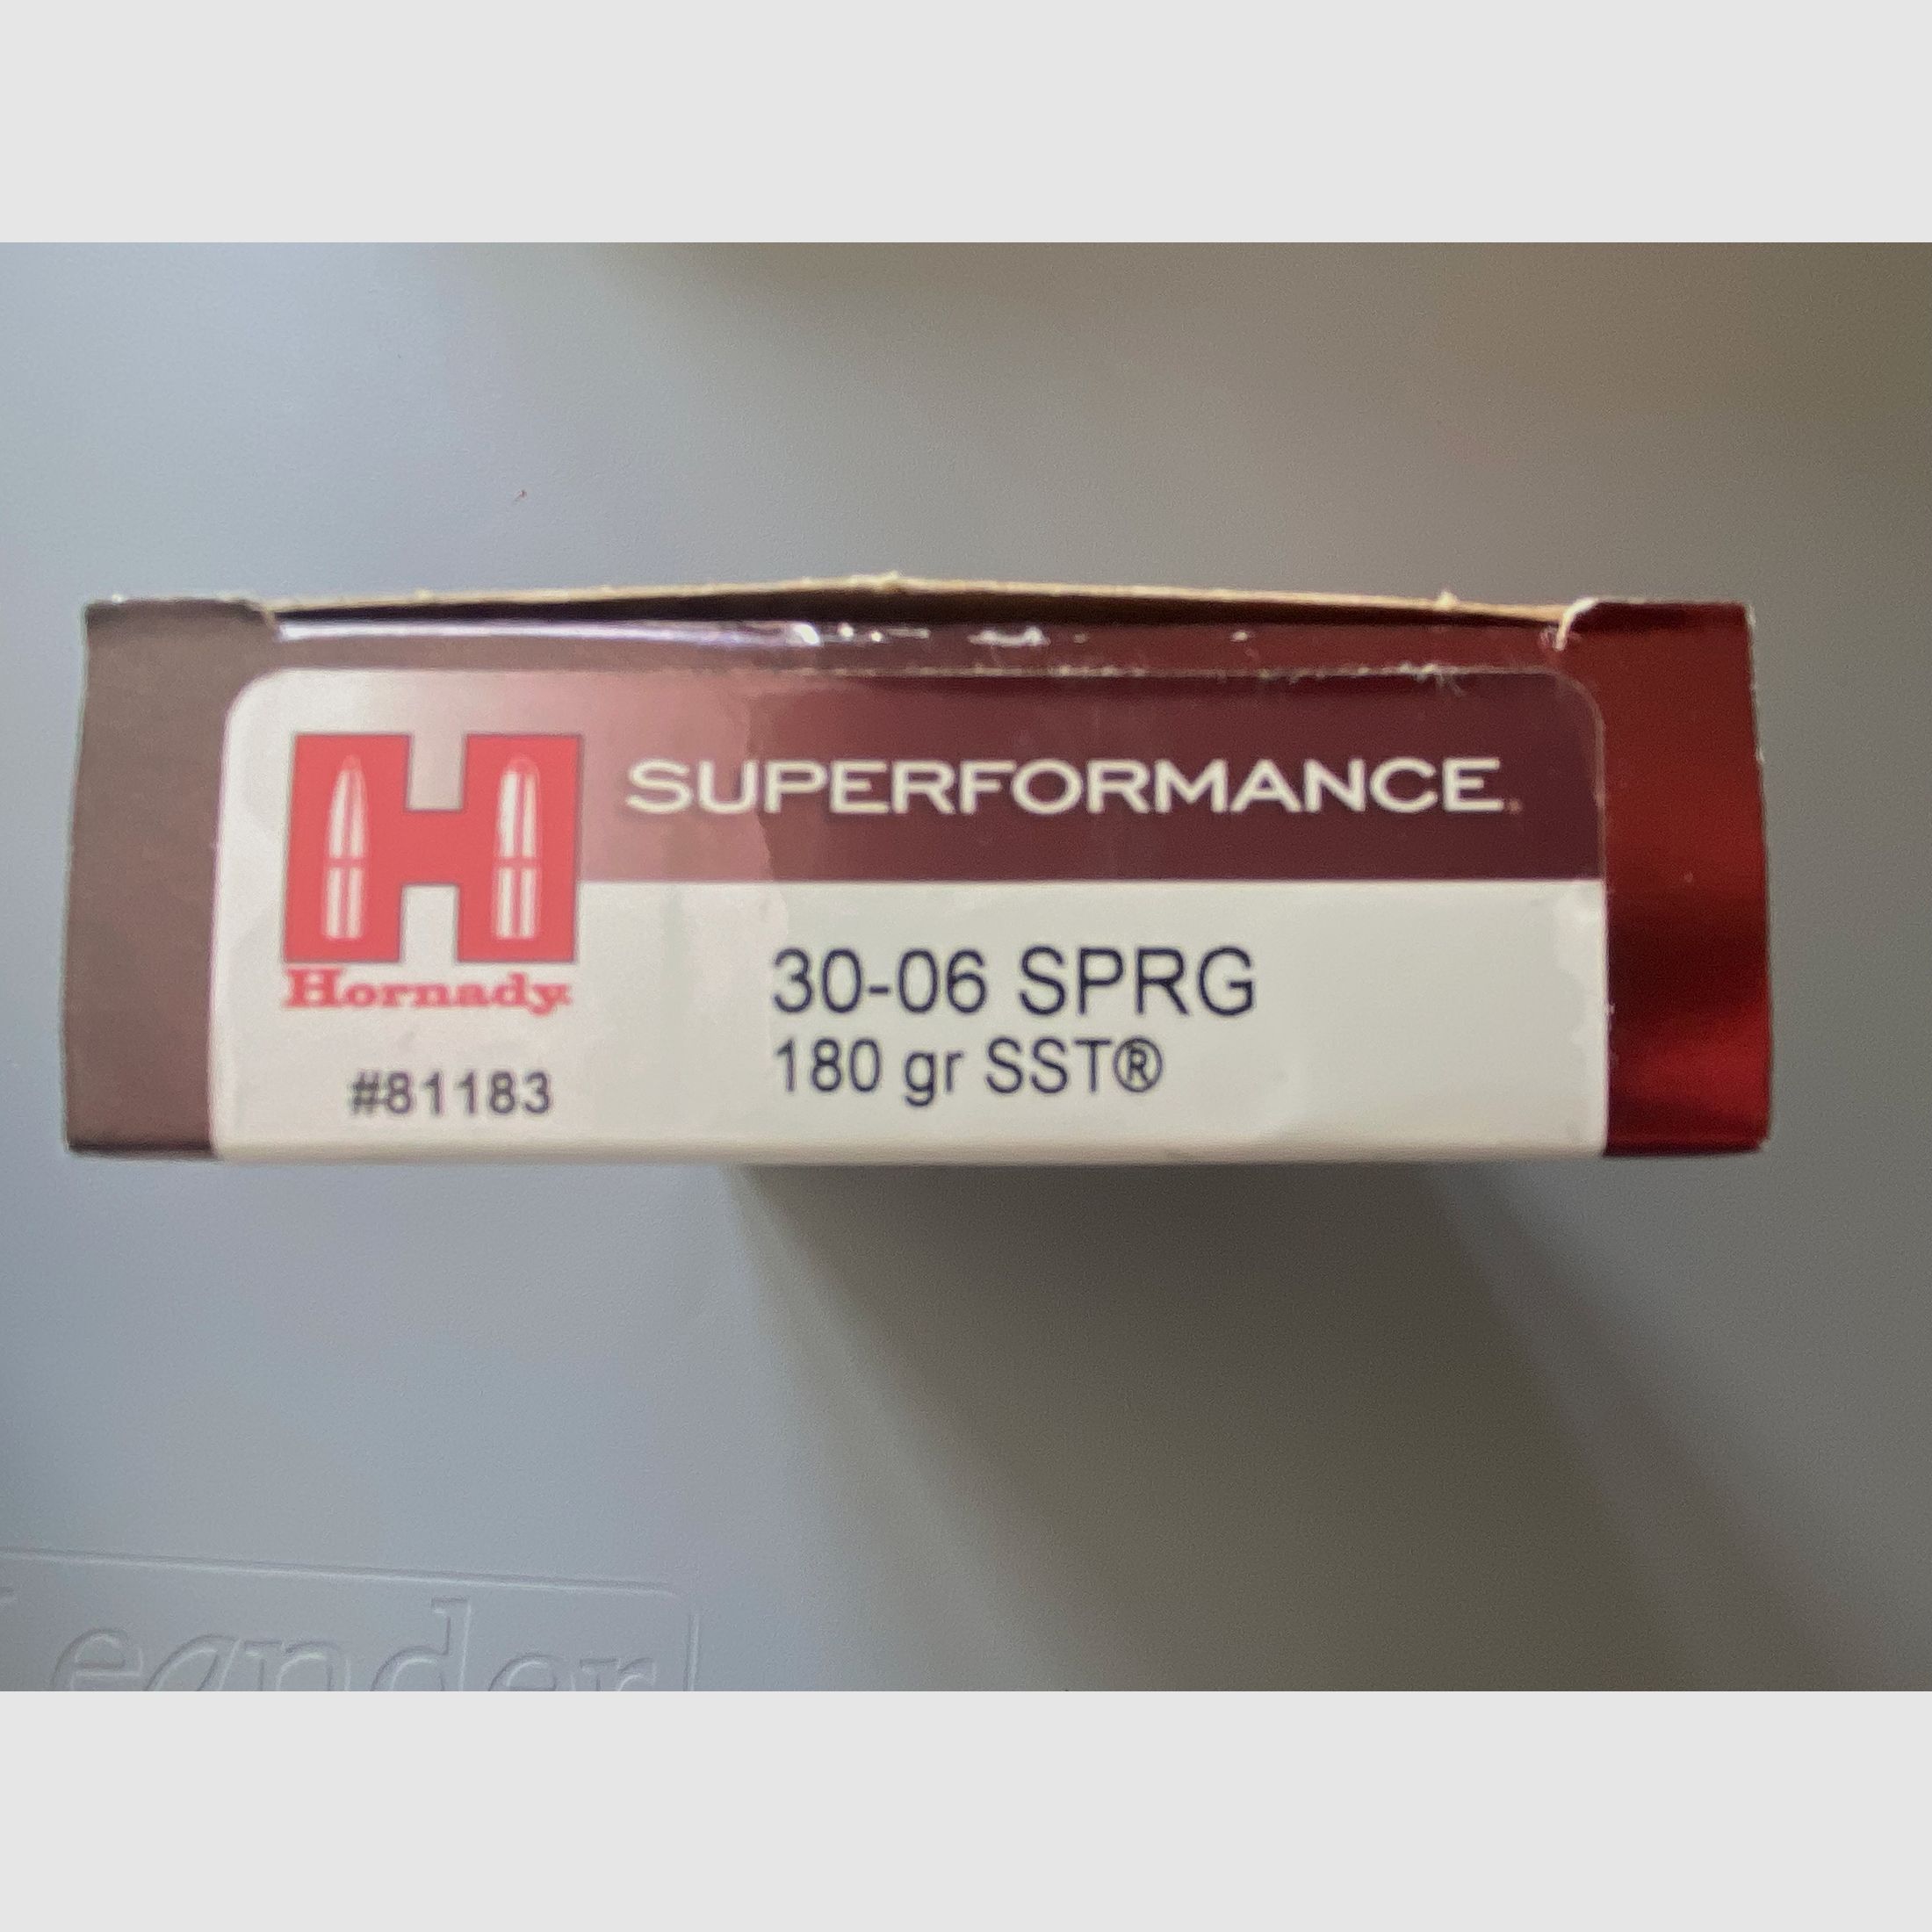 SUPERFORMANCE
Hornady
30-06 SPRG
180 gr SST®
#81183